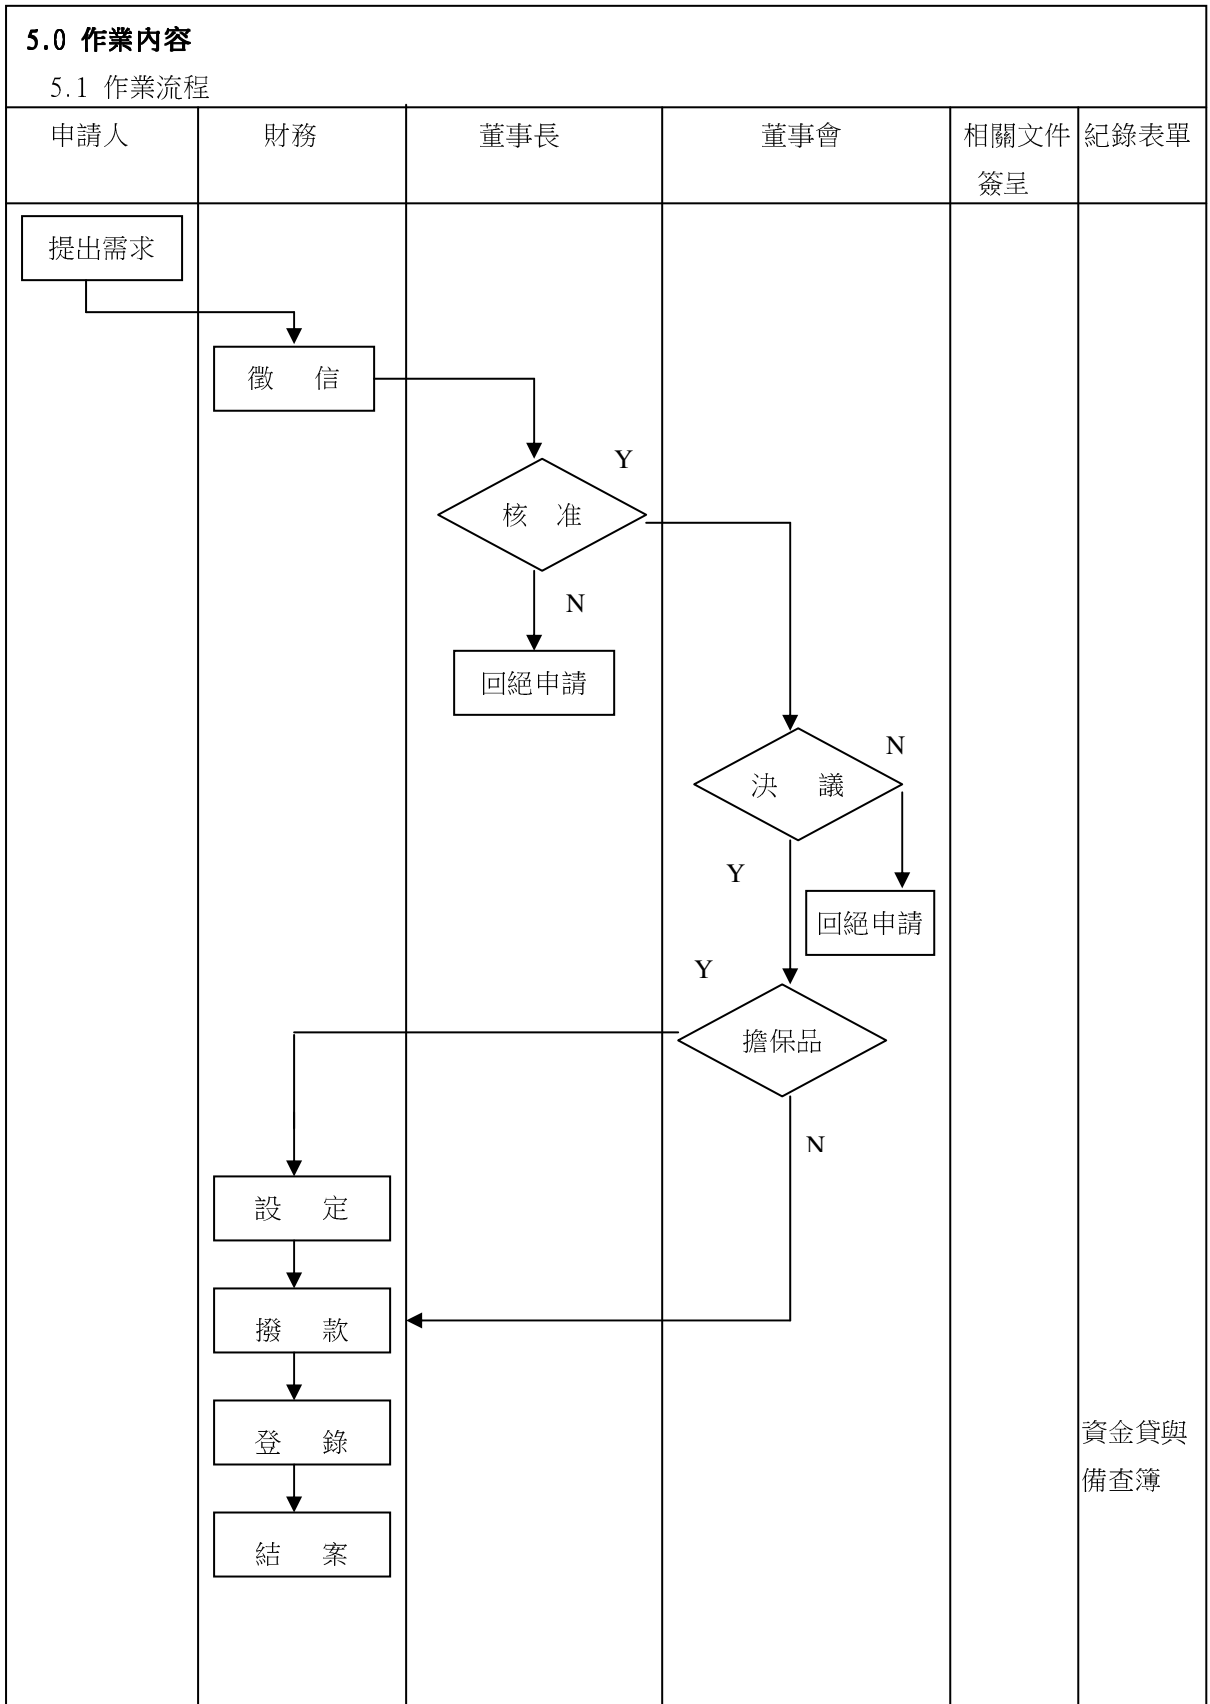 5.0 作業內容
5.1 作業流程
申請人 財務 董事長 董事會 相關文件 紀錄表單
簽呈
提出需求
徵 信
Y
核 准
N
回絕申請
N
決 議
Y
回絕申請
Y
擔保品
N
設 定
撥 款
資金貸與
登 錄
備查簿
結 案